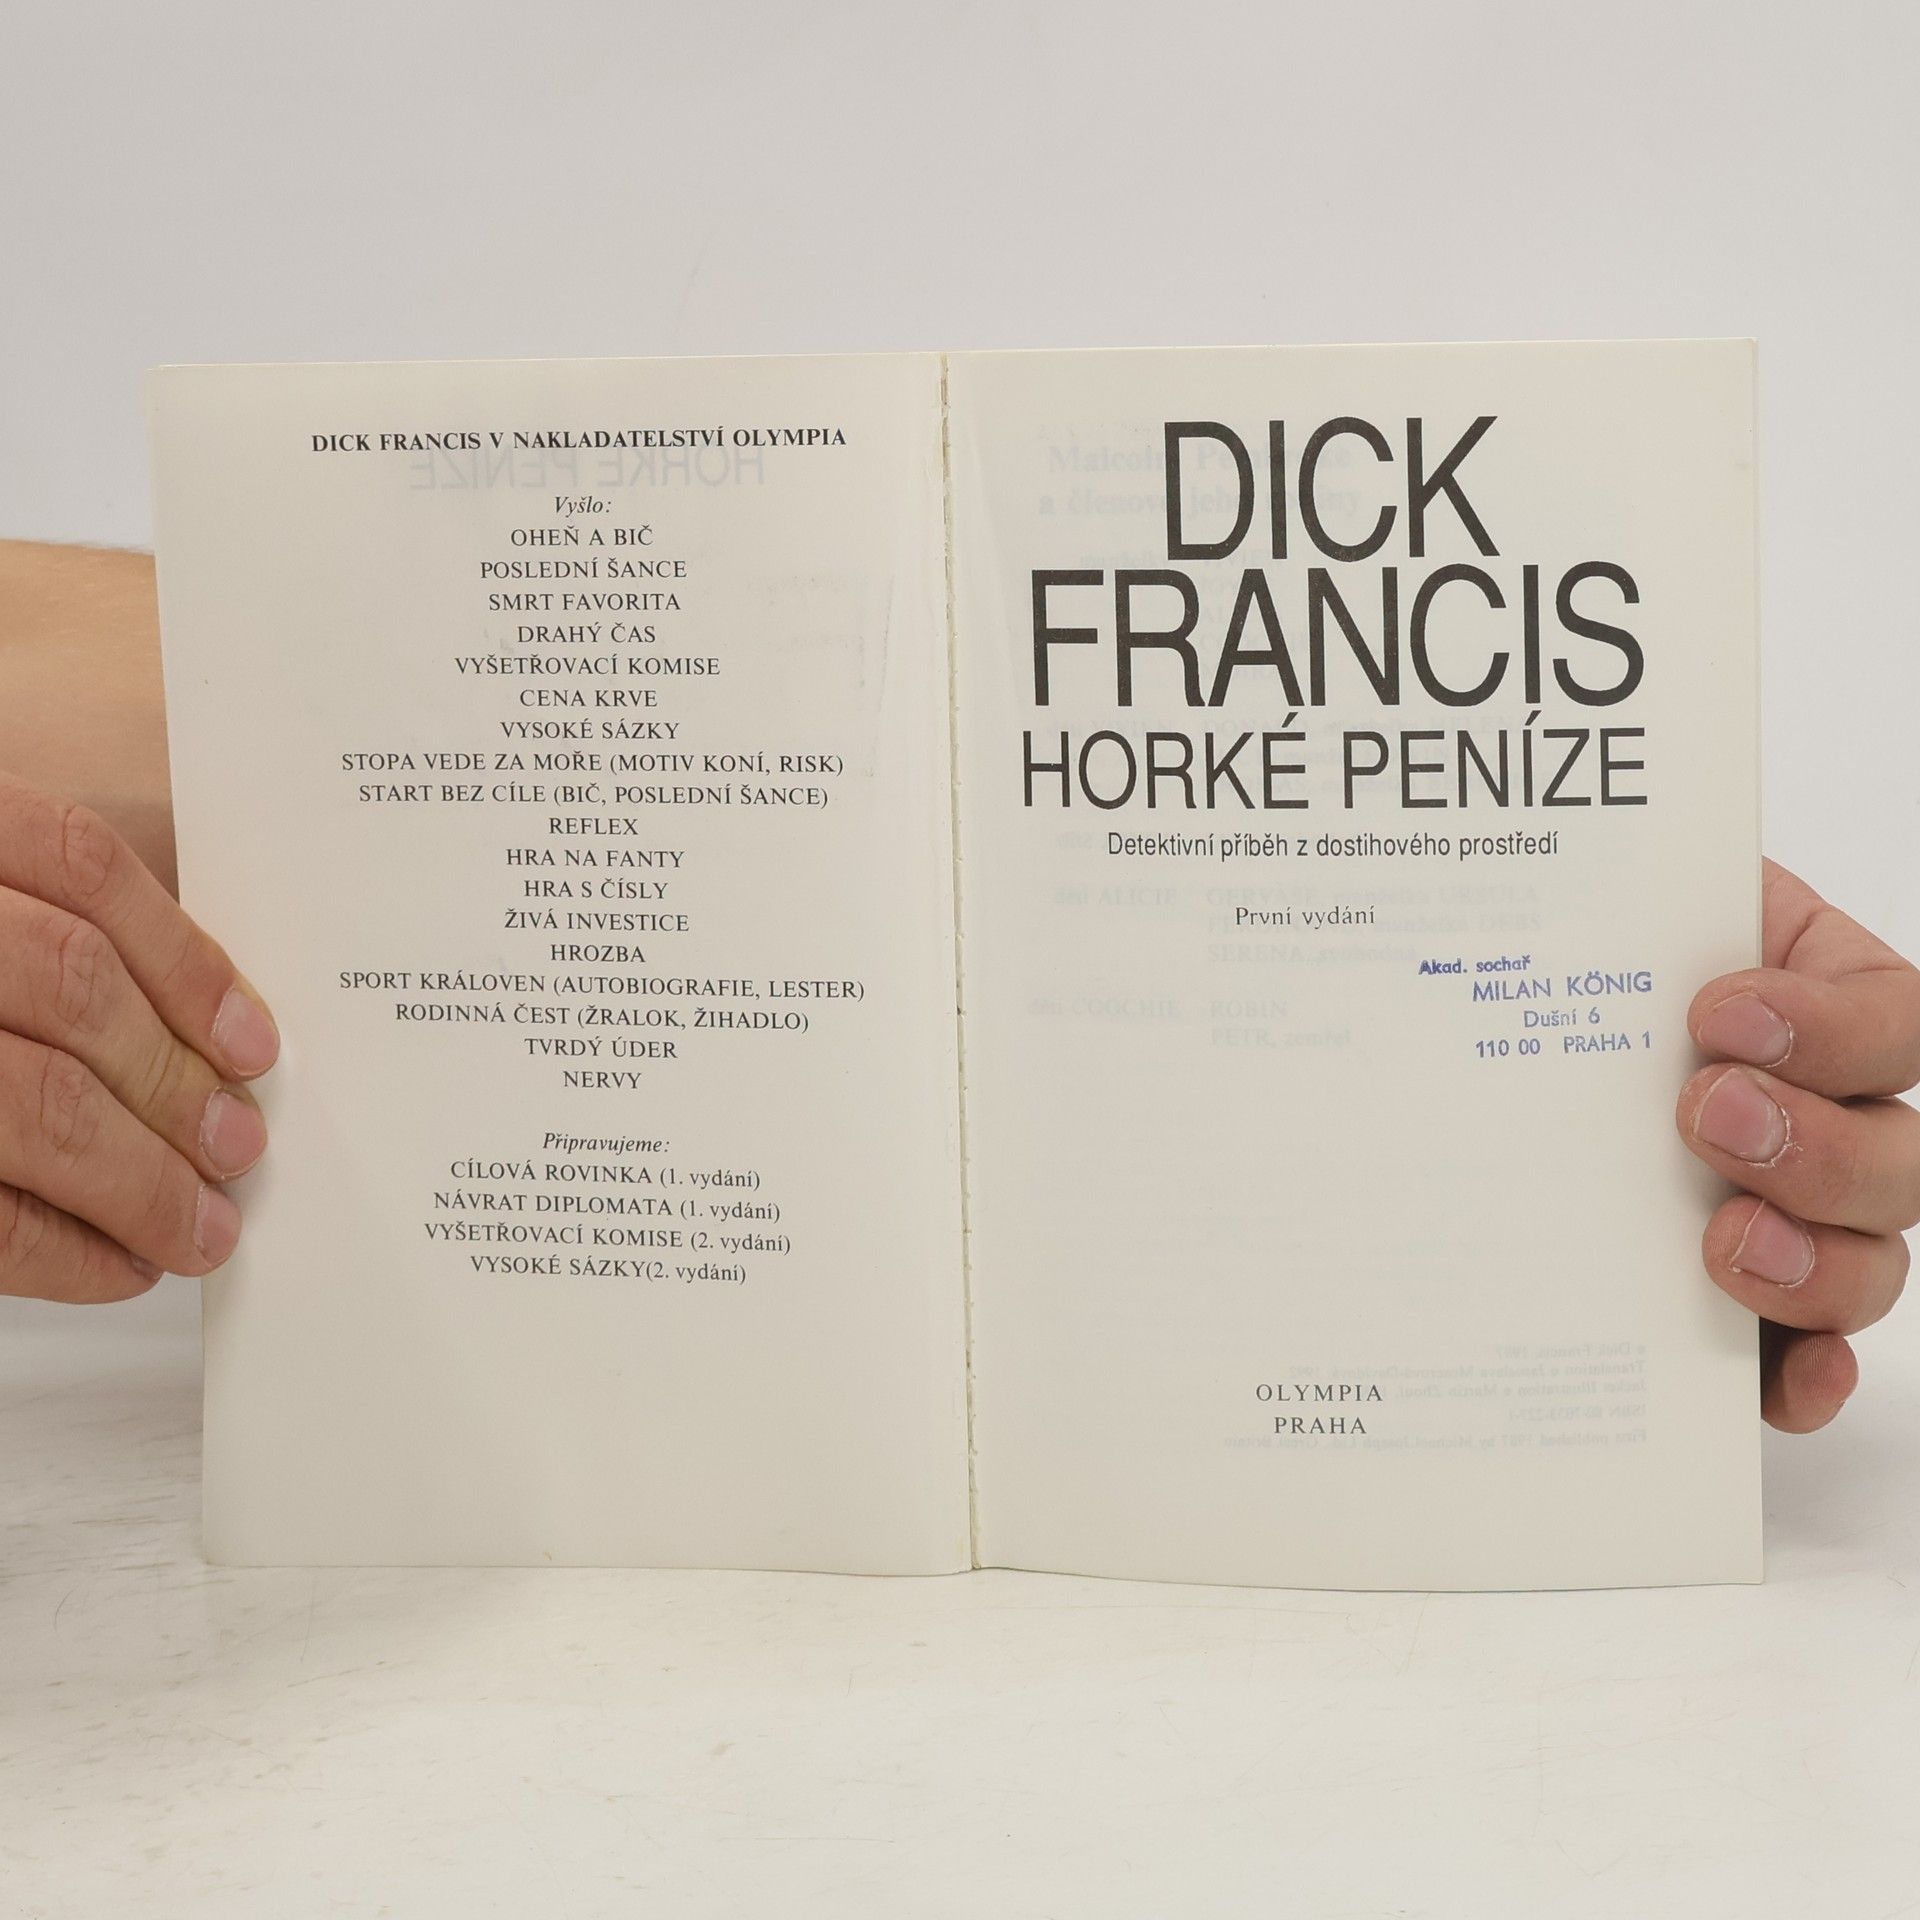 DICK FRANCIS V NAKLADATELSTVÍ OLYMPIA
Vyšlo:
OHEŇ A BIČ
POSLEDNÍ ŠANCE
SMRT FAVORITA
DRAHÝ ČAS
VYŠETŘOVACÍ KOMISE
CENA KRVE
VYSOKÉ SÁZKY
STOPA VEDE ZA MOŘE (MOTIV KONÍ, RISK)
START BEZ CÍLE (BIČ, POSLEDNÍ ŠANCE)
REFLEX
HRA NA FANTY
HRA S ČÍSLY
ŽIVÁ INVESTICE
HROZBA
SPORT KRÁLOVEN (AUTOBIOGRAFIE, LESTER)
RODINNÁ ČEST (ŽRALOK, ŽIHADLO)
TVRDÝ ÚDER
NERVY
Připravujeme:
CÍLOVÁ ROVINKA (1. vydání)
NÁVRAT DIPLOMATA (1. vydání)
VYŠETŘOVACÍ KOMISE (2. vydání)
VYSOKÉ SÁZKY(2. vydání)
DICK
FRANCIS
HORKÉ PENÍZE
Detektivní příběh z dostihového prostředí
První vydání
Akad. sochař
MILAN KÖNIG
Dušní 6
110 00 PRAHA 1
OLYMPIA
PRAHA